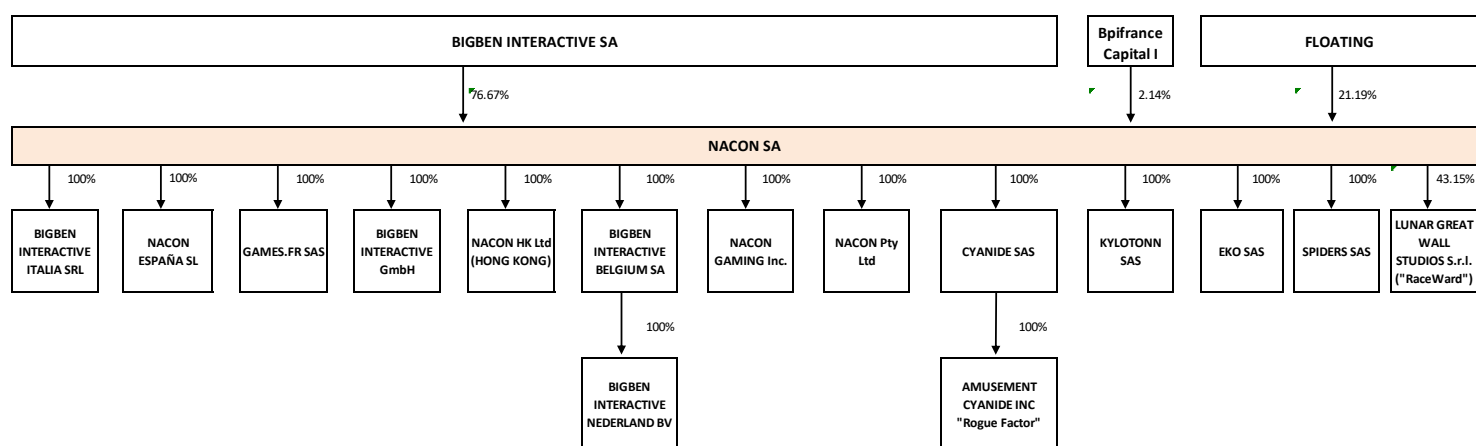 BIGBEN INTERACTIVE SA
Bpifrance
Capital I
FLOATING
76.67%
2.14%
21.19%
NACON SA
100%
100%
100%
100%
100%
100%
100%
100%
100%
100%
100%
100%
43.15%
BIGBEN
INTERACTIVE
ITALIA SRL
NACON
ESPAÑA SL
GAMES.FR SAS
BIGBEN
INTERACTIVE
GmbH
NACON HK Ltd
(HONG KONG)
BIGBEN
INTERACTIVE
BELGIUM SA
NACON
GAMING Inc.
NACON Pty
Ltd
CYANIDE SAS
KYLOTONN
SAS
EKO SAS
SPIDERS SAS
LUNAR GREAT
WALL
STUDIOS S.r.l.
("RaceWard")
100%
100%
BIGBEN
INTERACTIVE
NEDERLAND BV
AMUSEMENT
CYANIDE INC
"Rogue Factor"